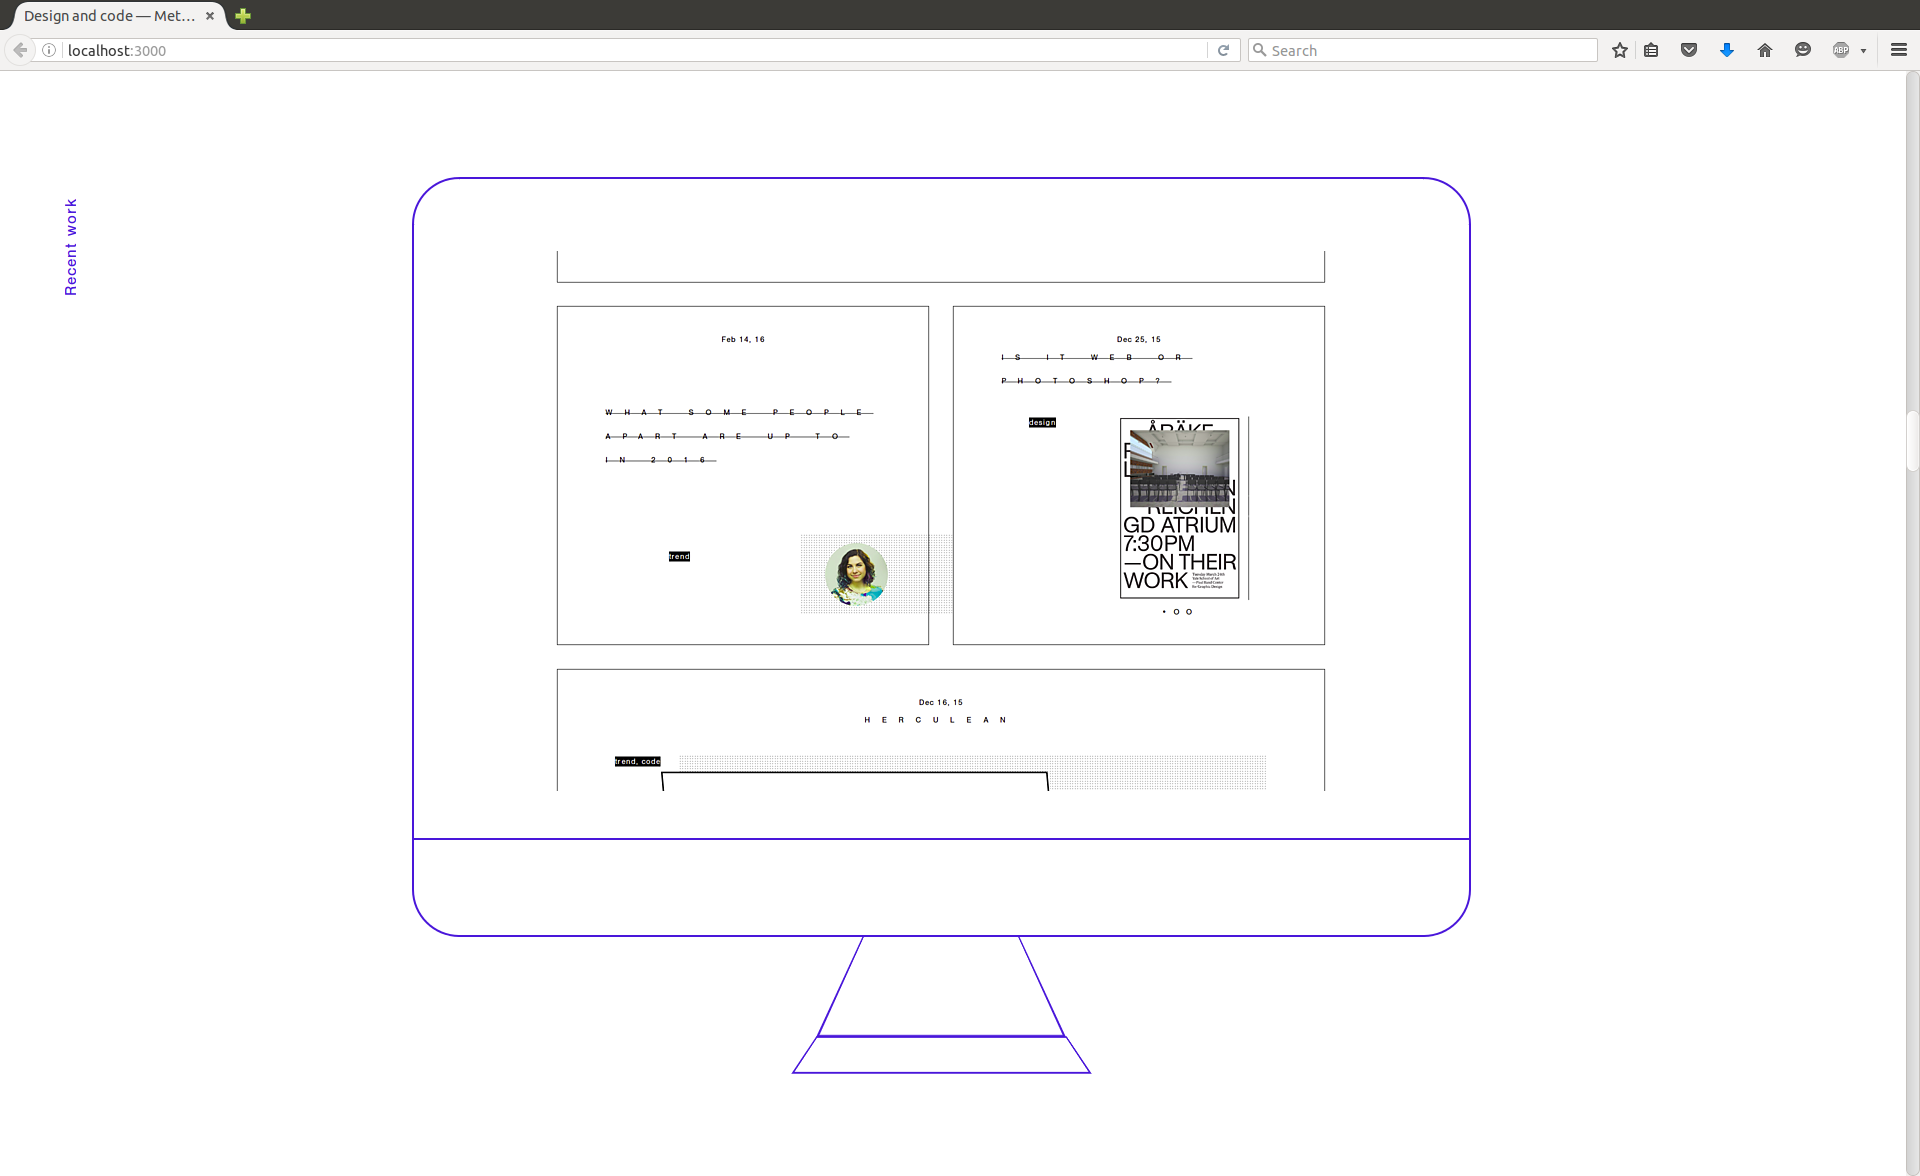 Design and code — Met...
localhost:3000
Search
ABP
Recent work
Feb 14, 16
WHAT SOME PEOPLE
APART ARE UP TO
IN 2016
trend
Dec 25, 15
IS IT WEB OR
PHOTOSHOP?
design
ÅBÄKE
GD ATRIUM
7:30PM
—ON THEIR
WORK
Dec 16, 15
HERCULEAN
trend, code